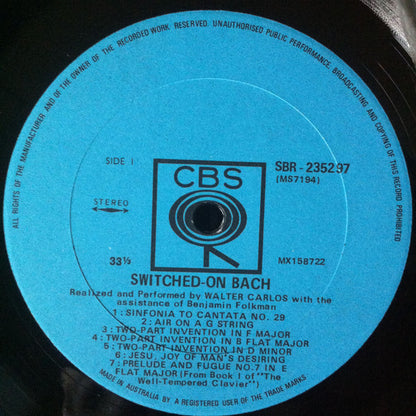 ALL RIGHTS OF THE MANUFACTURER AND OF THE OWNER OF THE RECORDED WORK RESERVED. UNAUTHORISED PUBLIC PERFORMANCE, BROADCASTING AND COPYING OF THIS RECORD PROHIBITED
SIDE 1
CBS
SBR - 235297
(MS7194)
STEREO
33⅓
MX158722
SWITCHED-ON BACH
Realized and Performed by WALTER CARLOS with the
assistance of Benjamin Folkman
1: SINFONIA TO CANTATA NO. 29
2: AIR ON A G STRING
3: TWO-PART INVENTION IN F MAJOR
4: TWO-PART INVENTION IN B FLAT MAJOR
5: TWO-PART INVENTION IN D MINOR
6: JESU, JOY OF MAN'S DESIRING
7: PRELUDE AND FUGUE NO.7 IN E
FLAT MAJOR (From Book I of "The
Well-Tempered Clavier")
MADE IN AUSTRALIA BY, A REGISTERED USER OF THE TRADE MARKS